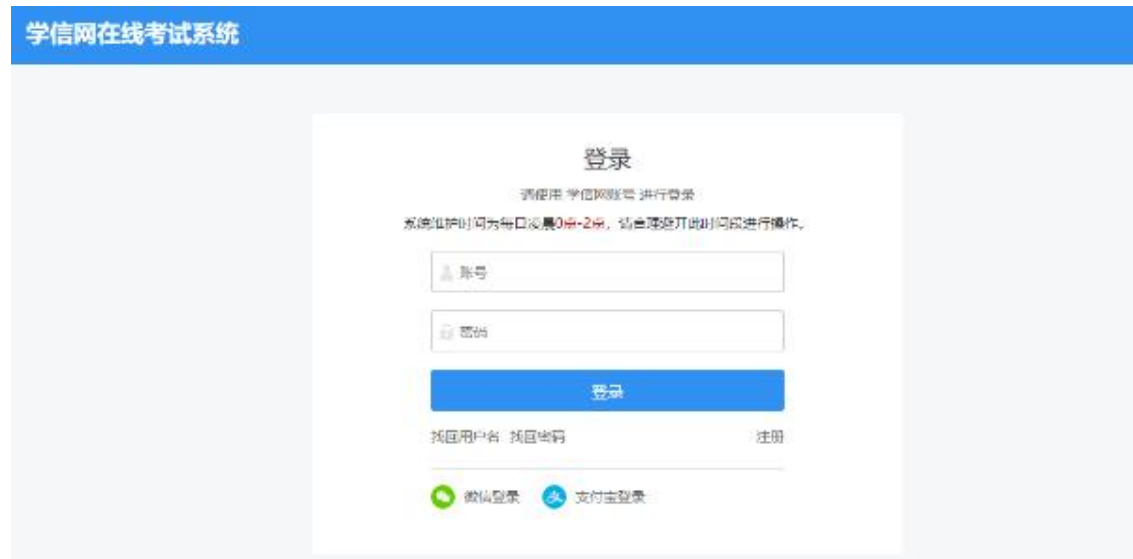 学信网在线考试系统
登录
请使用 学信网账号 进行登录
系统维护时间为每日凌晨0点-2点，请合理避开此时间段进行操作。
账号
密码
登录
找回用户名 找回密码 注册
微信登录 支付宝登录